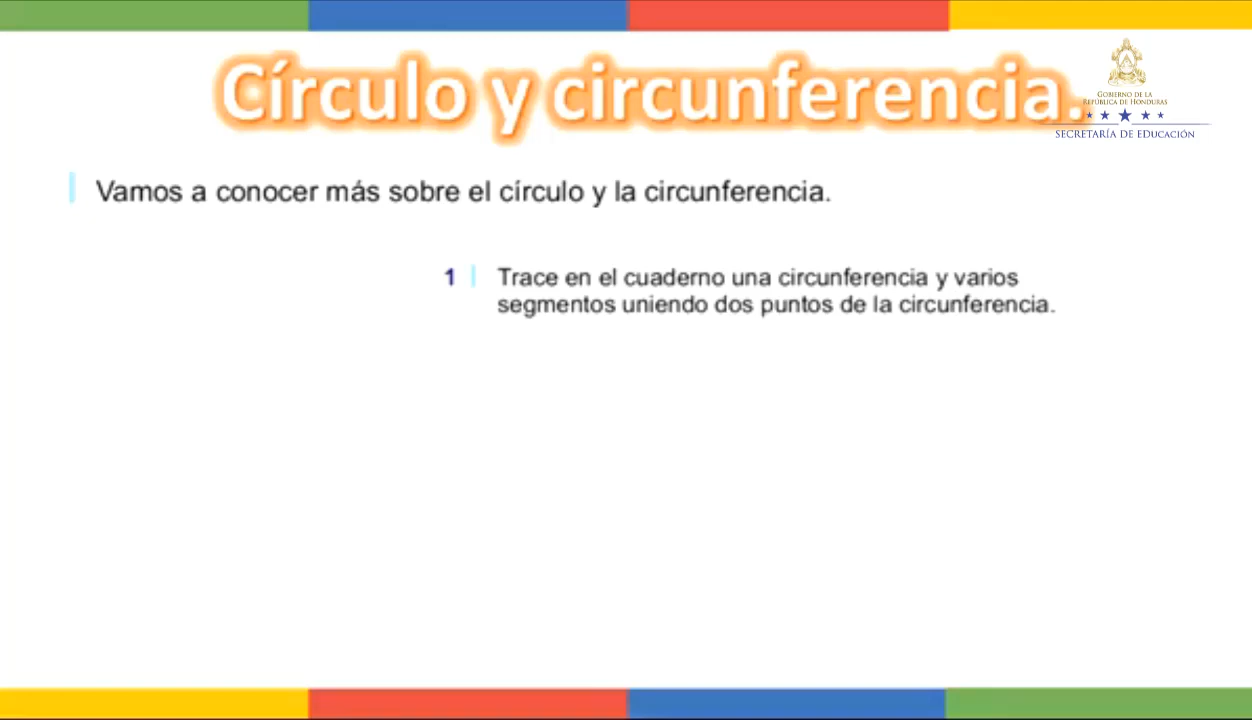 Círculo y circunferencia.
GOBIERNO DE LA
REPÚBLICA DE HONDURAS
SECRETARÍA DE EDUCACIÓN
Vamos a conocer más sobre el círculo y la circunferencia.
1 Trace en el cuaderno una circunferencia y varios
segmentos uniendo dos puntos de la circunferencia.